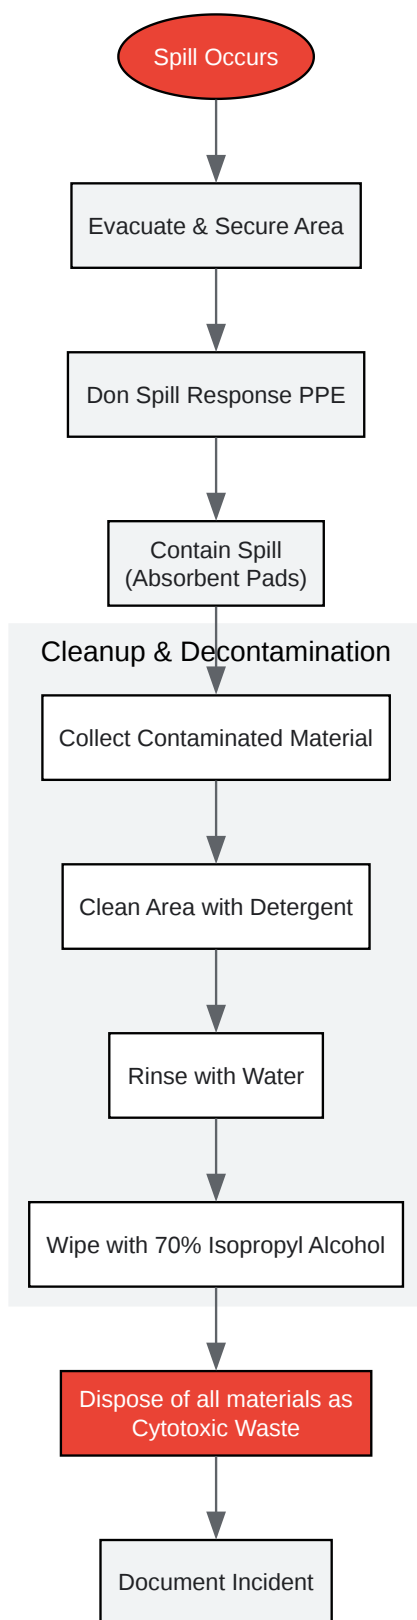 Spill Occurs
Evacuate & Secure Area
Don Spill Response PPE
Contain Spill
(Absorbent Pads)
Cleanup & Decontamination
Collect Contaminated Material
Clean Area with Detergent
Rinse with Water
Wipe with 70% Isopropyl Alcohol
Dispose of all materials as
Cytotoxic Waste
Document Incident